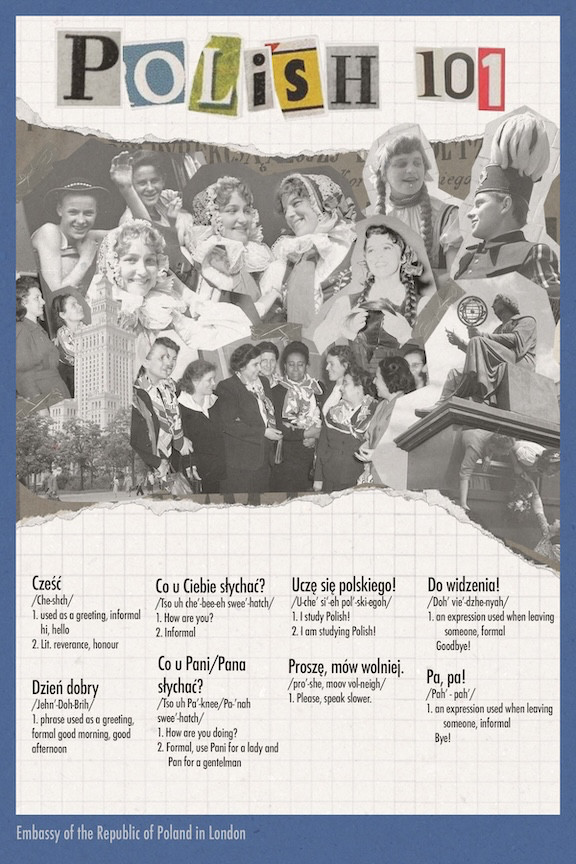 POLiSH 101
Cześć
/Che-shch/
1. used as a greeting, informal
hi, hello
2. Lit. reverance, honour
Dzień dobry
/Jehn'-Doh-Brih/
1. phrase used as a greeting,
formal good morning, good
afternoon
Co u Ciebie słychać?
/Tso uh che'-bee-eh swee'-hatch/
1. How are you?
2. Informal
Co u Pani/Pana
słychać?
/Tso uh Pa'-knee/Pa'-nah
swee'-hatch/
1. How are you doing?
2. Formal, use Pani for a lady and
Pan for a gentelman
Uczę się polskiego!
/U-che' si'-eh pol'-ski-egoh/
1. I study Polish!
2. I am studying Polish!
Proszę, mów wolniej.
/pro'-she, moov vol-neigh/
1. Please, speak slower.
Do widzenia!
/Doh' vie'-dzhe-nyah/
1. an expression used when leaving
someone, formal
Goodbye!
Pa, pa!
/Pah' - pah'/
1. an expression used when leaving
someone, informal
Bye!
Embassy of the Republic of Poland in London